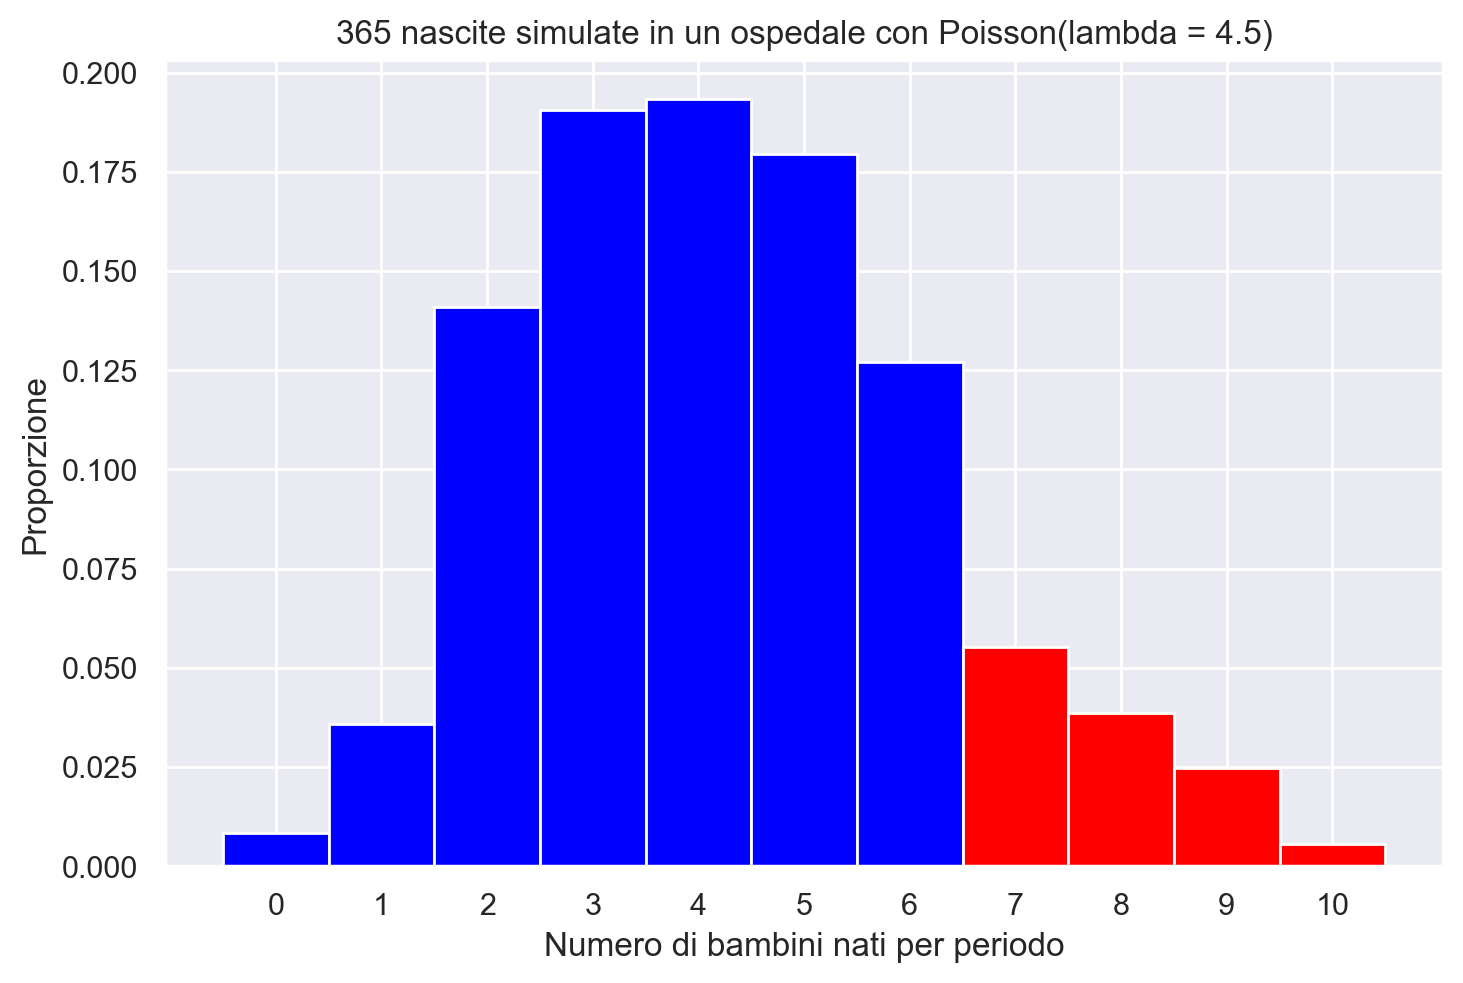 365 nascite simulate in un ospedale con Poisson(lambda = 4.5)
0.200
0.175
0.150
0.125
0.100
0.075
0.050
0.025
0.000
Proporzione
0 1 2 3 4 5 6 7 8 9 10
Numero di bambini nati per periodo